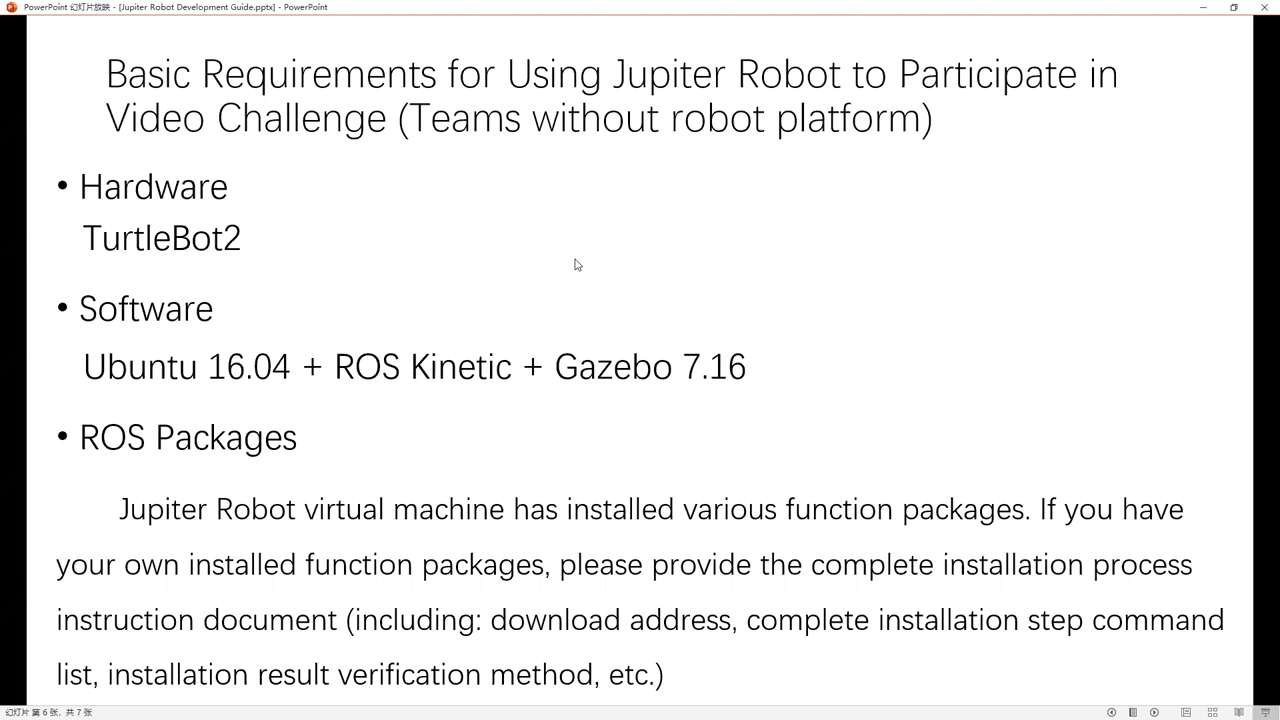 PowerPoint 幻灯片放映 - [Jupiter Robot Development Guide.pptx] - PowerPoint
Basic Requirements for Using Jupiter Robot to Participate in
Video Challenge (Teams without robot platform)
• Hardware
TurtleBot2
• Software
Ubuntu 16.04 + ROS Kinetic + Gazebo 7.16
• ROS Packages
Jupiter Robot virtual machine has installed various function packages. If you have
your own installed function packages, please provide the complete installation process
instruction document (including: download address, complete installation step command
list, installation result verification method, etc.)
幻灯片 第 6 张，共 7 张